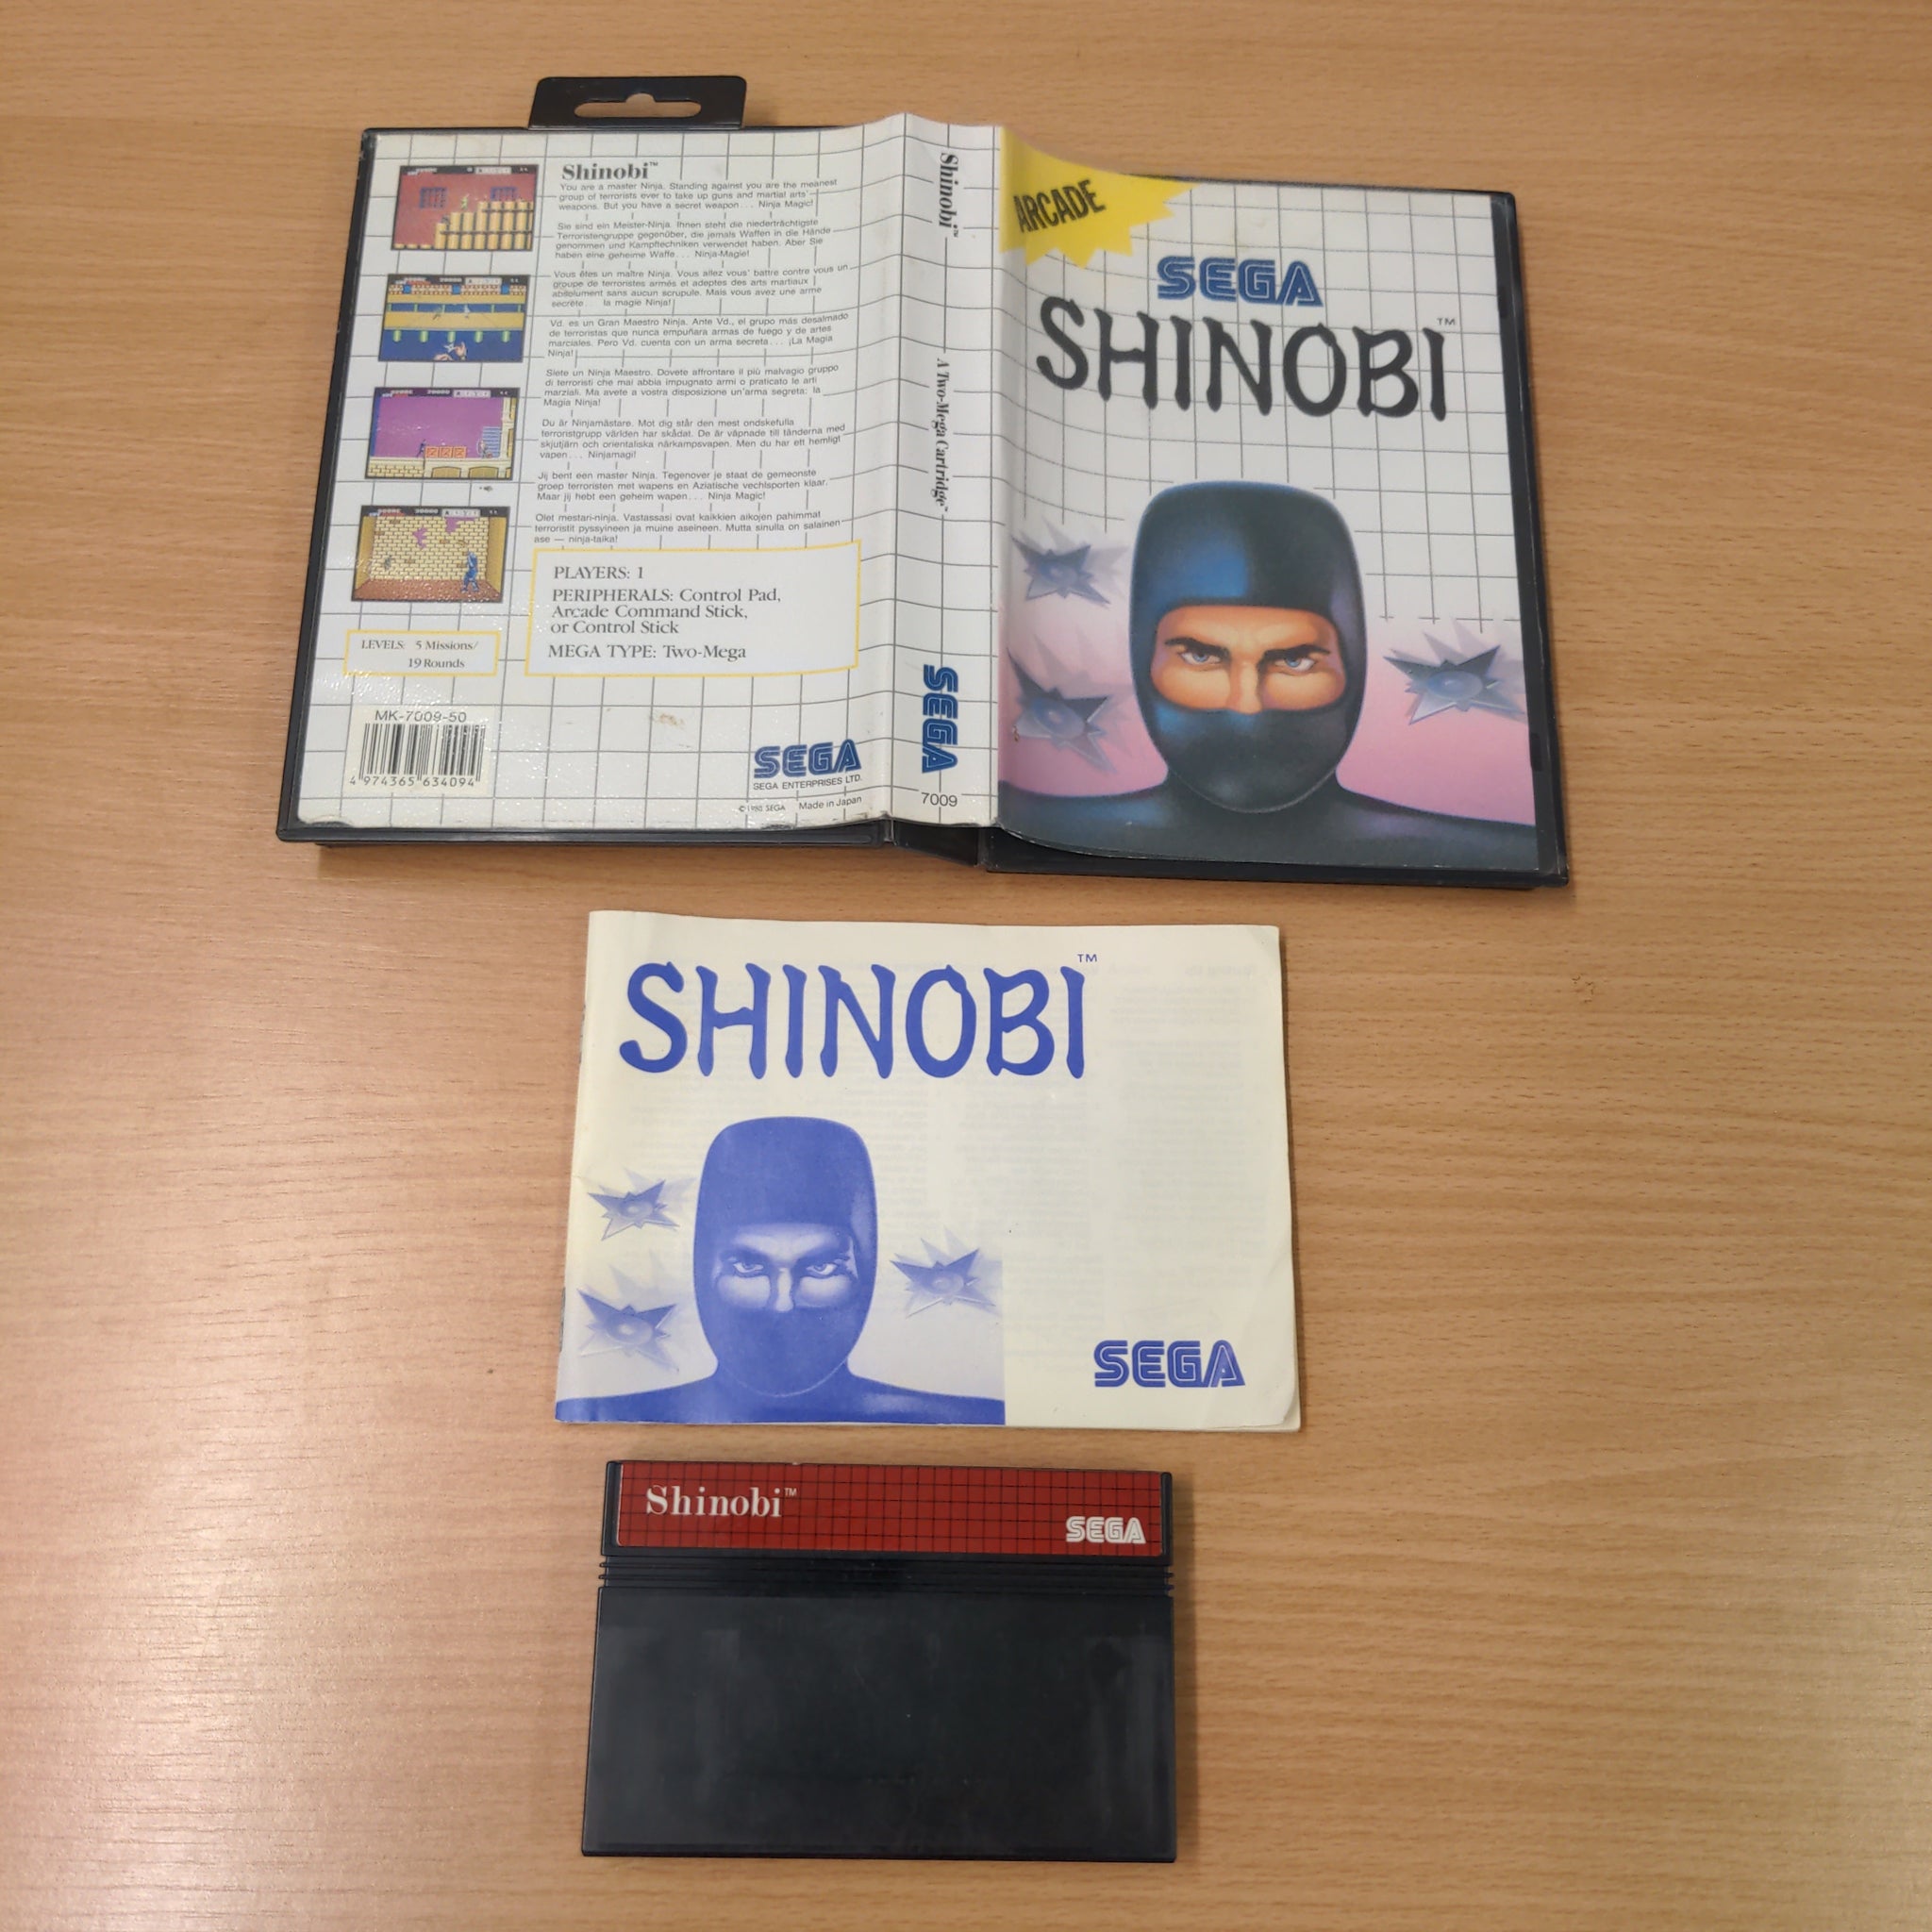 Shinobi™
You are a master Ninja. Standing against you are the meanest
group of terrorists ever to take up guns and martial arts'
weapons. But you have a secret weapon... Ninja Magic!
Sie sind ein Meister-Ninja. Ihnen steht die niederträchtigste
Terroristengruppe gegenüber, die jemals Waffen in die Hände
genommen und Kampftechniken verwendet haben. Aber Sie
haben eine geheime Waffe... Ninja-Magie!
Vous êtes un maître Ninja. Vous allez vous' battre contre vous un
groupe de terroristes armés et adeptes des arts martiaux
absolument sans aucun scrupule. Mais vous avez une arme
secrète... la magie Ninja!
Vd. es un Gran Maestro Ninja. Ante Vd., el grupo más desalmado
de terroristas que nunca empuñara armas de fuego y de artes
marciales. Pero Vd. cuenta con un arma secreta... ¡La Magia
Ninja!
Siete un Ninja Maestro. Dovete affrontare il più malvagio gruppo
di terroristi che mai abbia impugnato armi o praticato le arti
marziali. Ma avete a vostra disposizione un'arma segreta: la
Magia Ninja!
Du är Ninjamästare. Mot dig står den mest ondskefulla
terroristgrupp världen har skådat. De är väpnade till tänderna med
skjutjärn och orientaliska närkampsvapen. Men du har ett hemligt
vapen... Ninjamagi!
Jij bent een master Ninja. Tegenover je staat de gemeonste
groep terroristen met wapens en Aziatische vechtsporten klaar.
Maar jij hebt een geheim wapen... Ninja Magic!
Olet mestari-ninja. Vastassasi ovat kaikkien aikojen pahimmat
terroristit pyssyineen ja muine aseineen. Mutta sinulla on salainen
ase — ninja-taika!
PLAYERS: 1
PERIPHERALS: Control Pad,
Arcade Command Stick,
or Control Stick
MEGA TYPE: Two-Mega
LEVELS: 5 Missions/
19 Rounds
MK-7009-50
4 974365 634094
SEGA
SEGA ENTERPRISES LTD.
© 1988 SEGA Made in Japan
Shinobi™
A Two-Mega Cartridge™
SEGA
7009
ARCADE
SEGA
SHINOBI™
SHINOBI™
SEGA
Shinobi™
SEGA